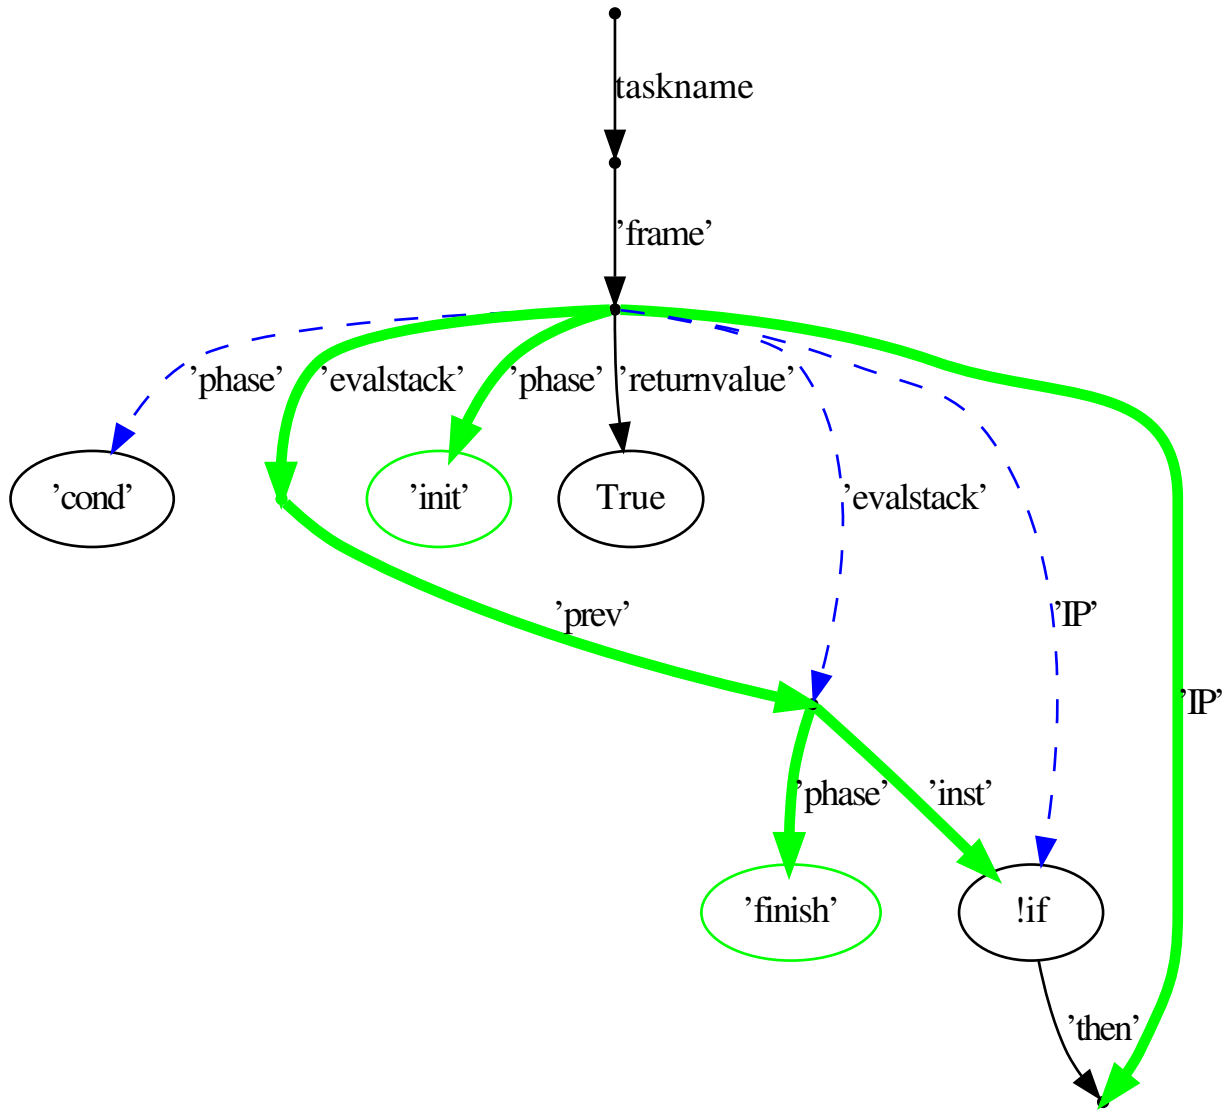 taskname
’frame’
’phase’
’evalstack’
’phase’
’returnvalue’
’cond’
’init’
True
’evalstack’
’prev’
’IP’
’IP’
’phase’
’inst’
’finish’
!if
’then’